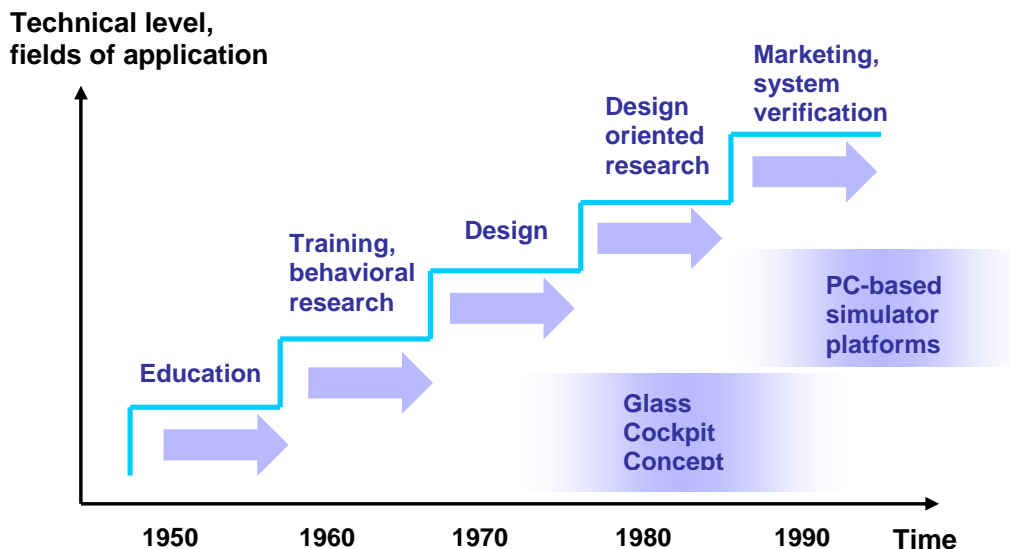 Technical level,
fields of application
Marketing,
system
verification
Design
oriented
research
Design
Training,
behavioral
research
Education
PC-based
simulator
platforms
Glass
Cockpit
Concept
1950
1960
1970
1980
1990
Time